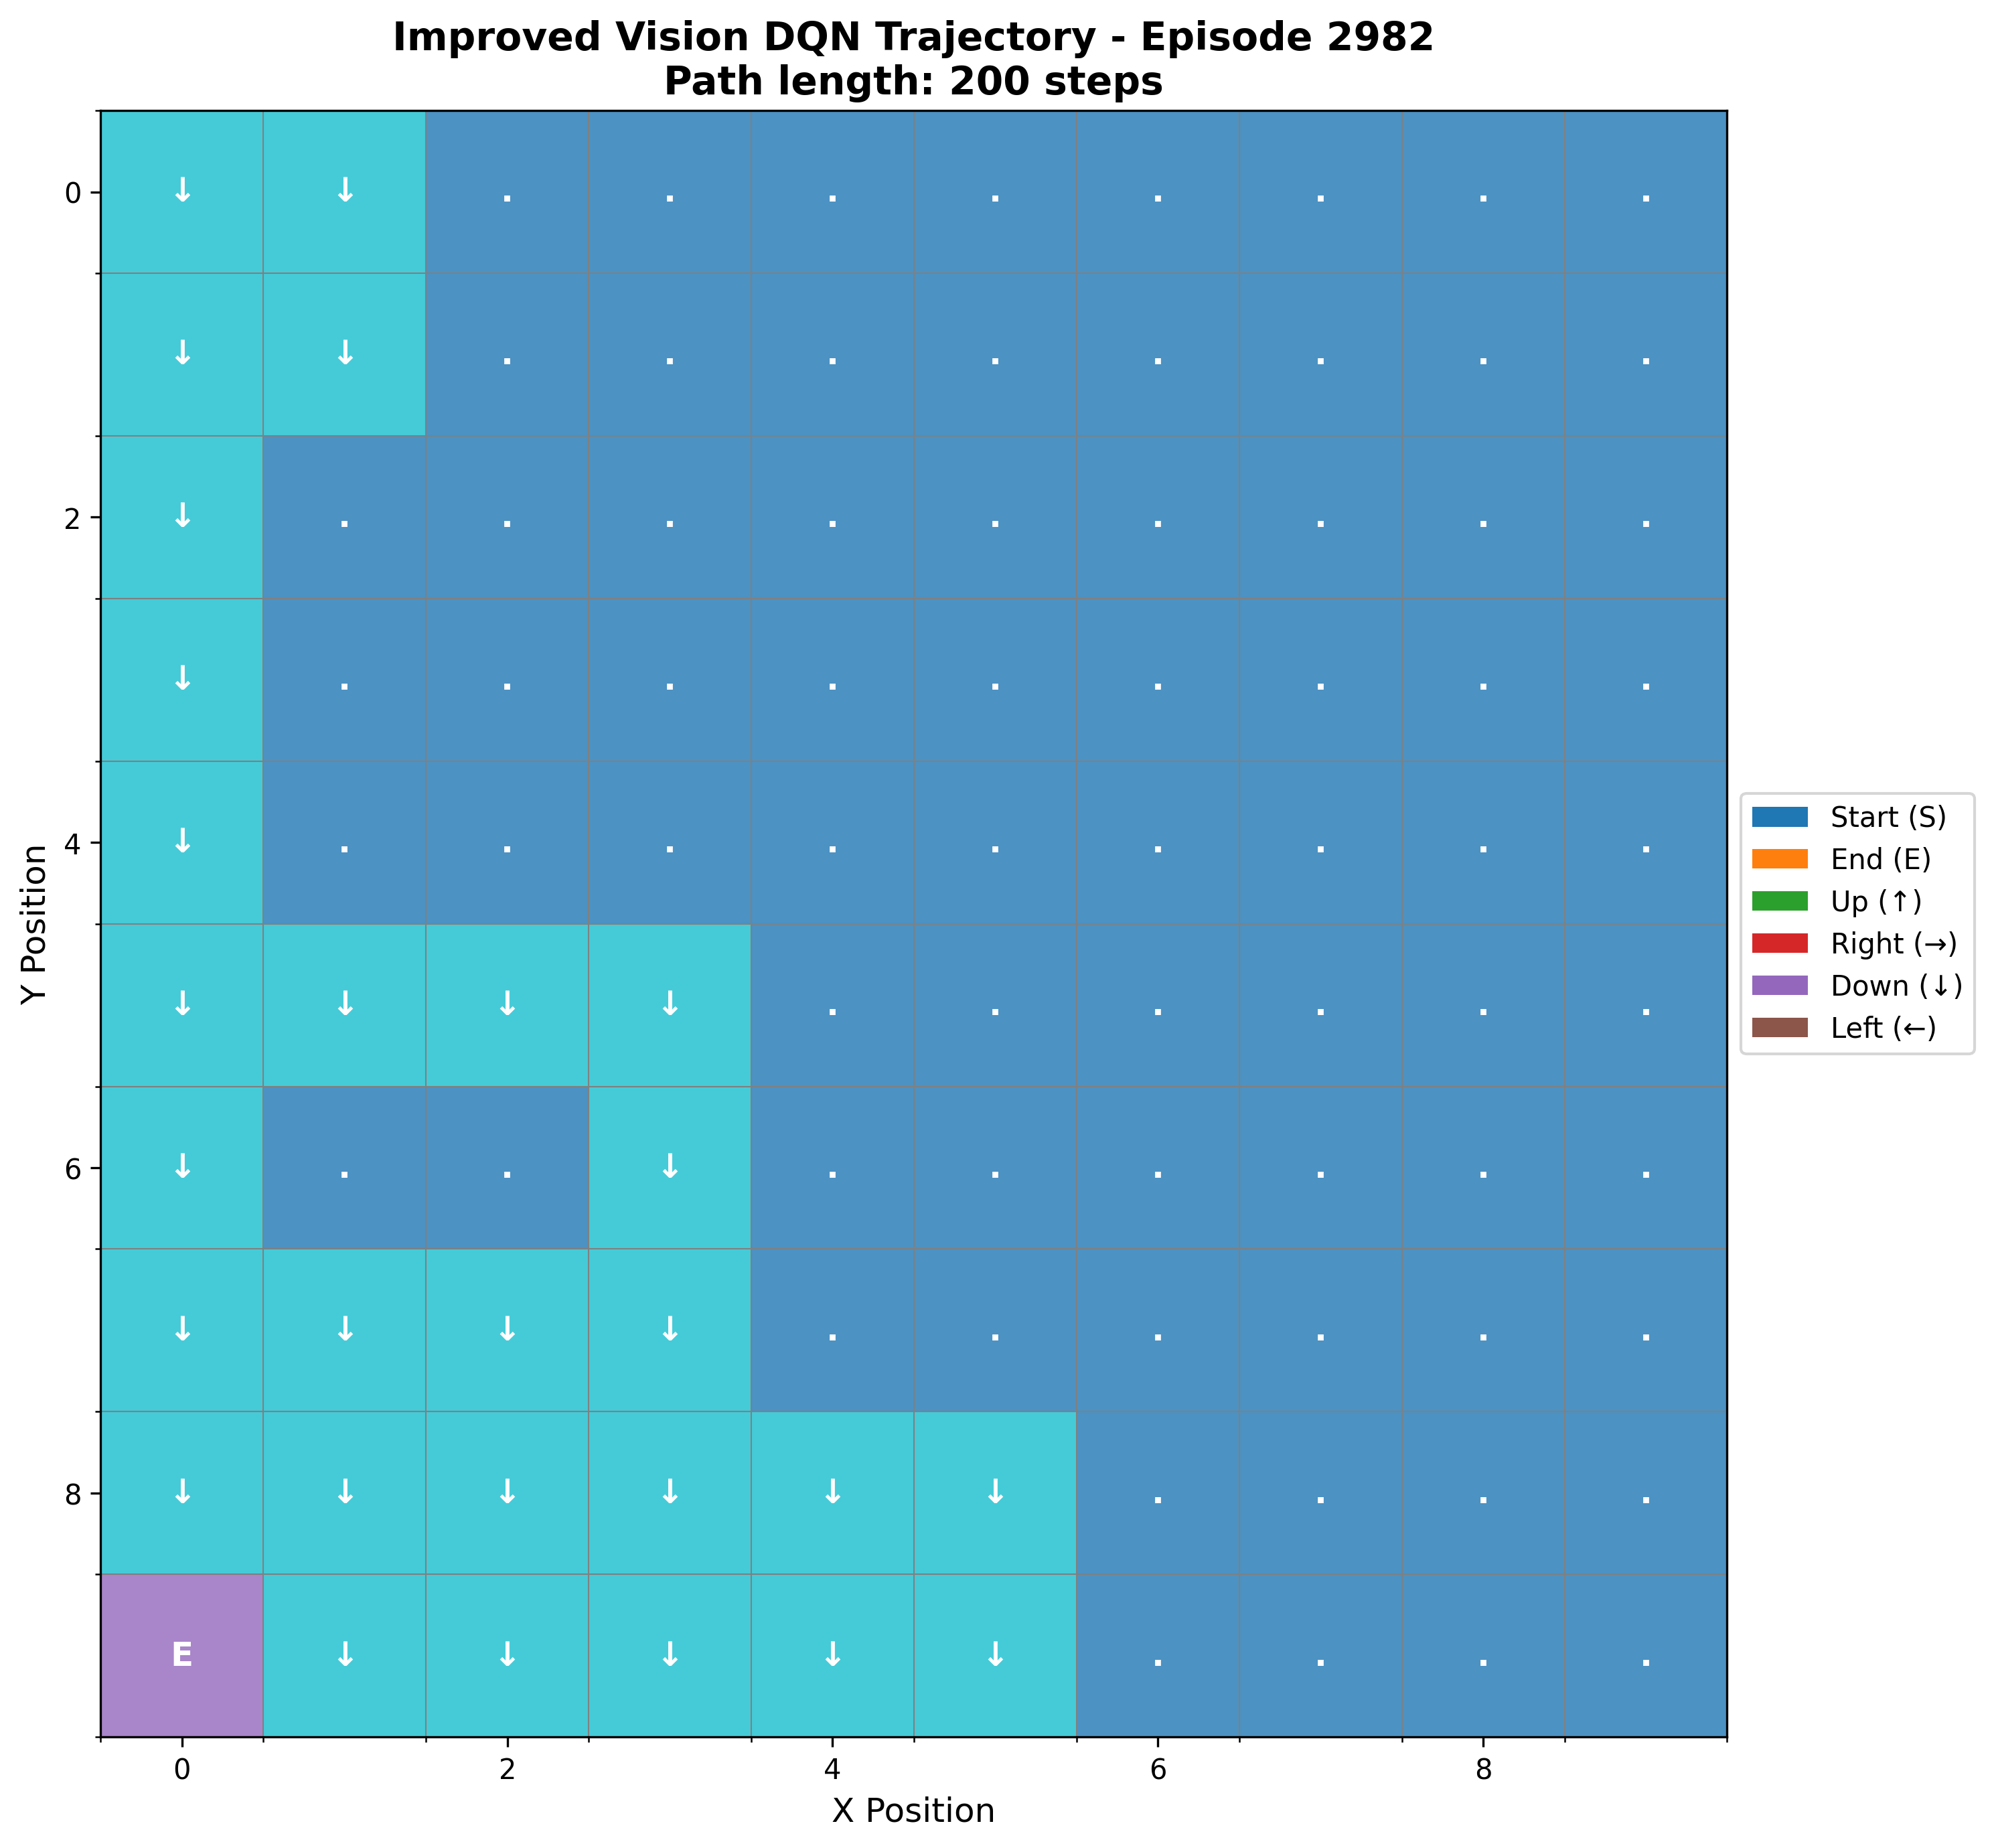 Improved Vision DQN Trajectory - Episode 2982
Path length: 200 steps
0 ↓ ↓ . . . . . . . .
↓ ↓ . . . . . . . .
2 ↓ . . . . . . . . .
↓ . . . . . . . . .
4 ↓ . . . . . . . . .
↓ ↓ ↓ ↓ . . . . . .
6 ↓ . . ↓ . . . . . .
↓ ↓ ↓ ↓ . . . . . .
8 ↓ ↓ ↓ ↓ ↓ ↓ . . . .
E ↓ ↓ ↓ ↓ ↓ . . . .
0 2 4 6 8
X Position
Y Position
Start (S)
End (E)
Up (↑)
Right (→)
Down (↓)
Left (←)